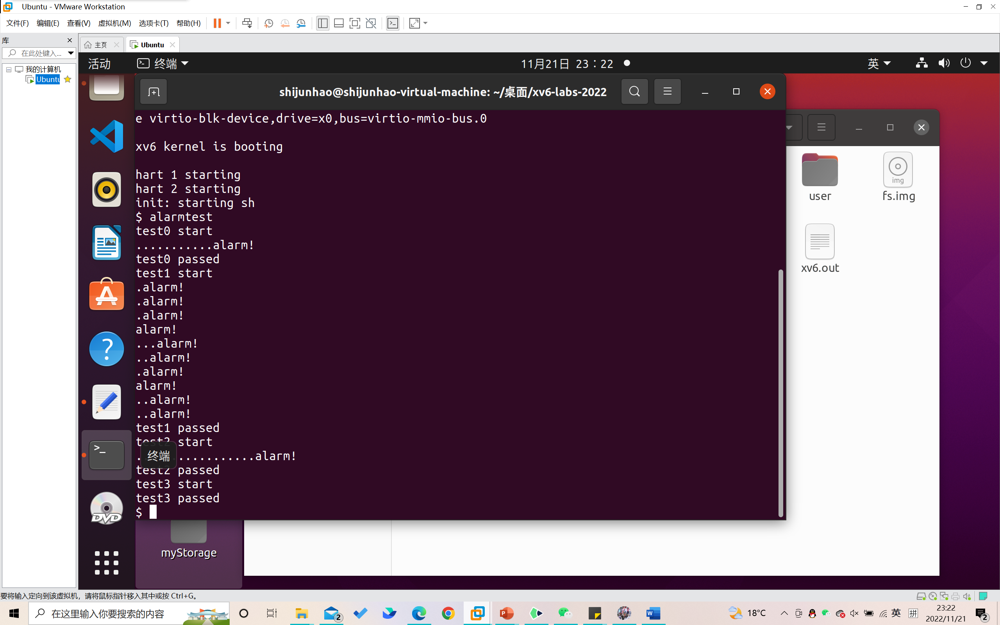 Ubuntu - VMware Workstation
文件(F) 编辑(E) 查看(V) 虚拟机(M) 选项卡(T) 帮助(H)
库
主页
Ubuntu
在此处键入...
我的计算机
Ubuntu
活动
终端
11月21日 23：22
英
shijunhao@shijunhao-virtual-machine: ~/桌面/xv6-labs-2022
e virtio-blk-device,drive=x0,bus=virtio-mmio-bus.0
xv6 kernel is booting
hart 1 starting
hart 2 starting
init: starting sh
$ alarmtest
test0 start
...........alarm!
test0 passed
test1 start
.alarm!
.alarm!
.alarm!
alarm!
...alarm!
..alarm!
.alarm!
alarm!
..alarm!
..alarm!
test1 passed
test2 start
.................alarm!
终端
test2 passed
test3 start
test3 passed
$
user
img
fs.img
xv6.out
DVD
myStorage
要将输入定向到该虚拟机，请将鼠标指针移入其中或按 Ctrl+G。
在这里输入你要搜索的内容
2
P
W
18°C
英
拼
23:22
2022/11/21
2